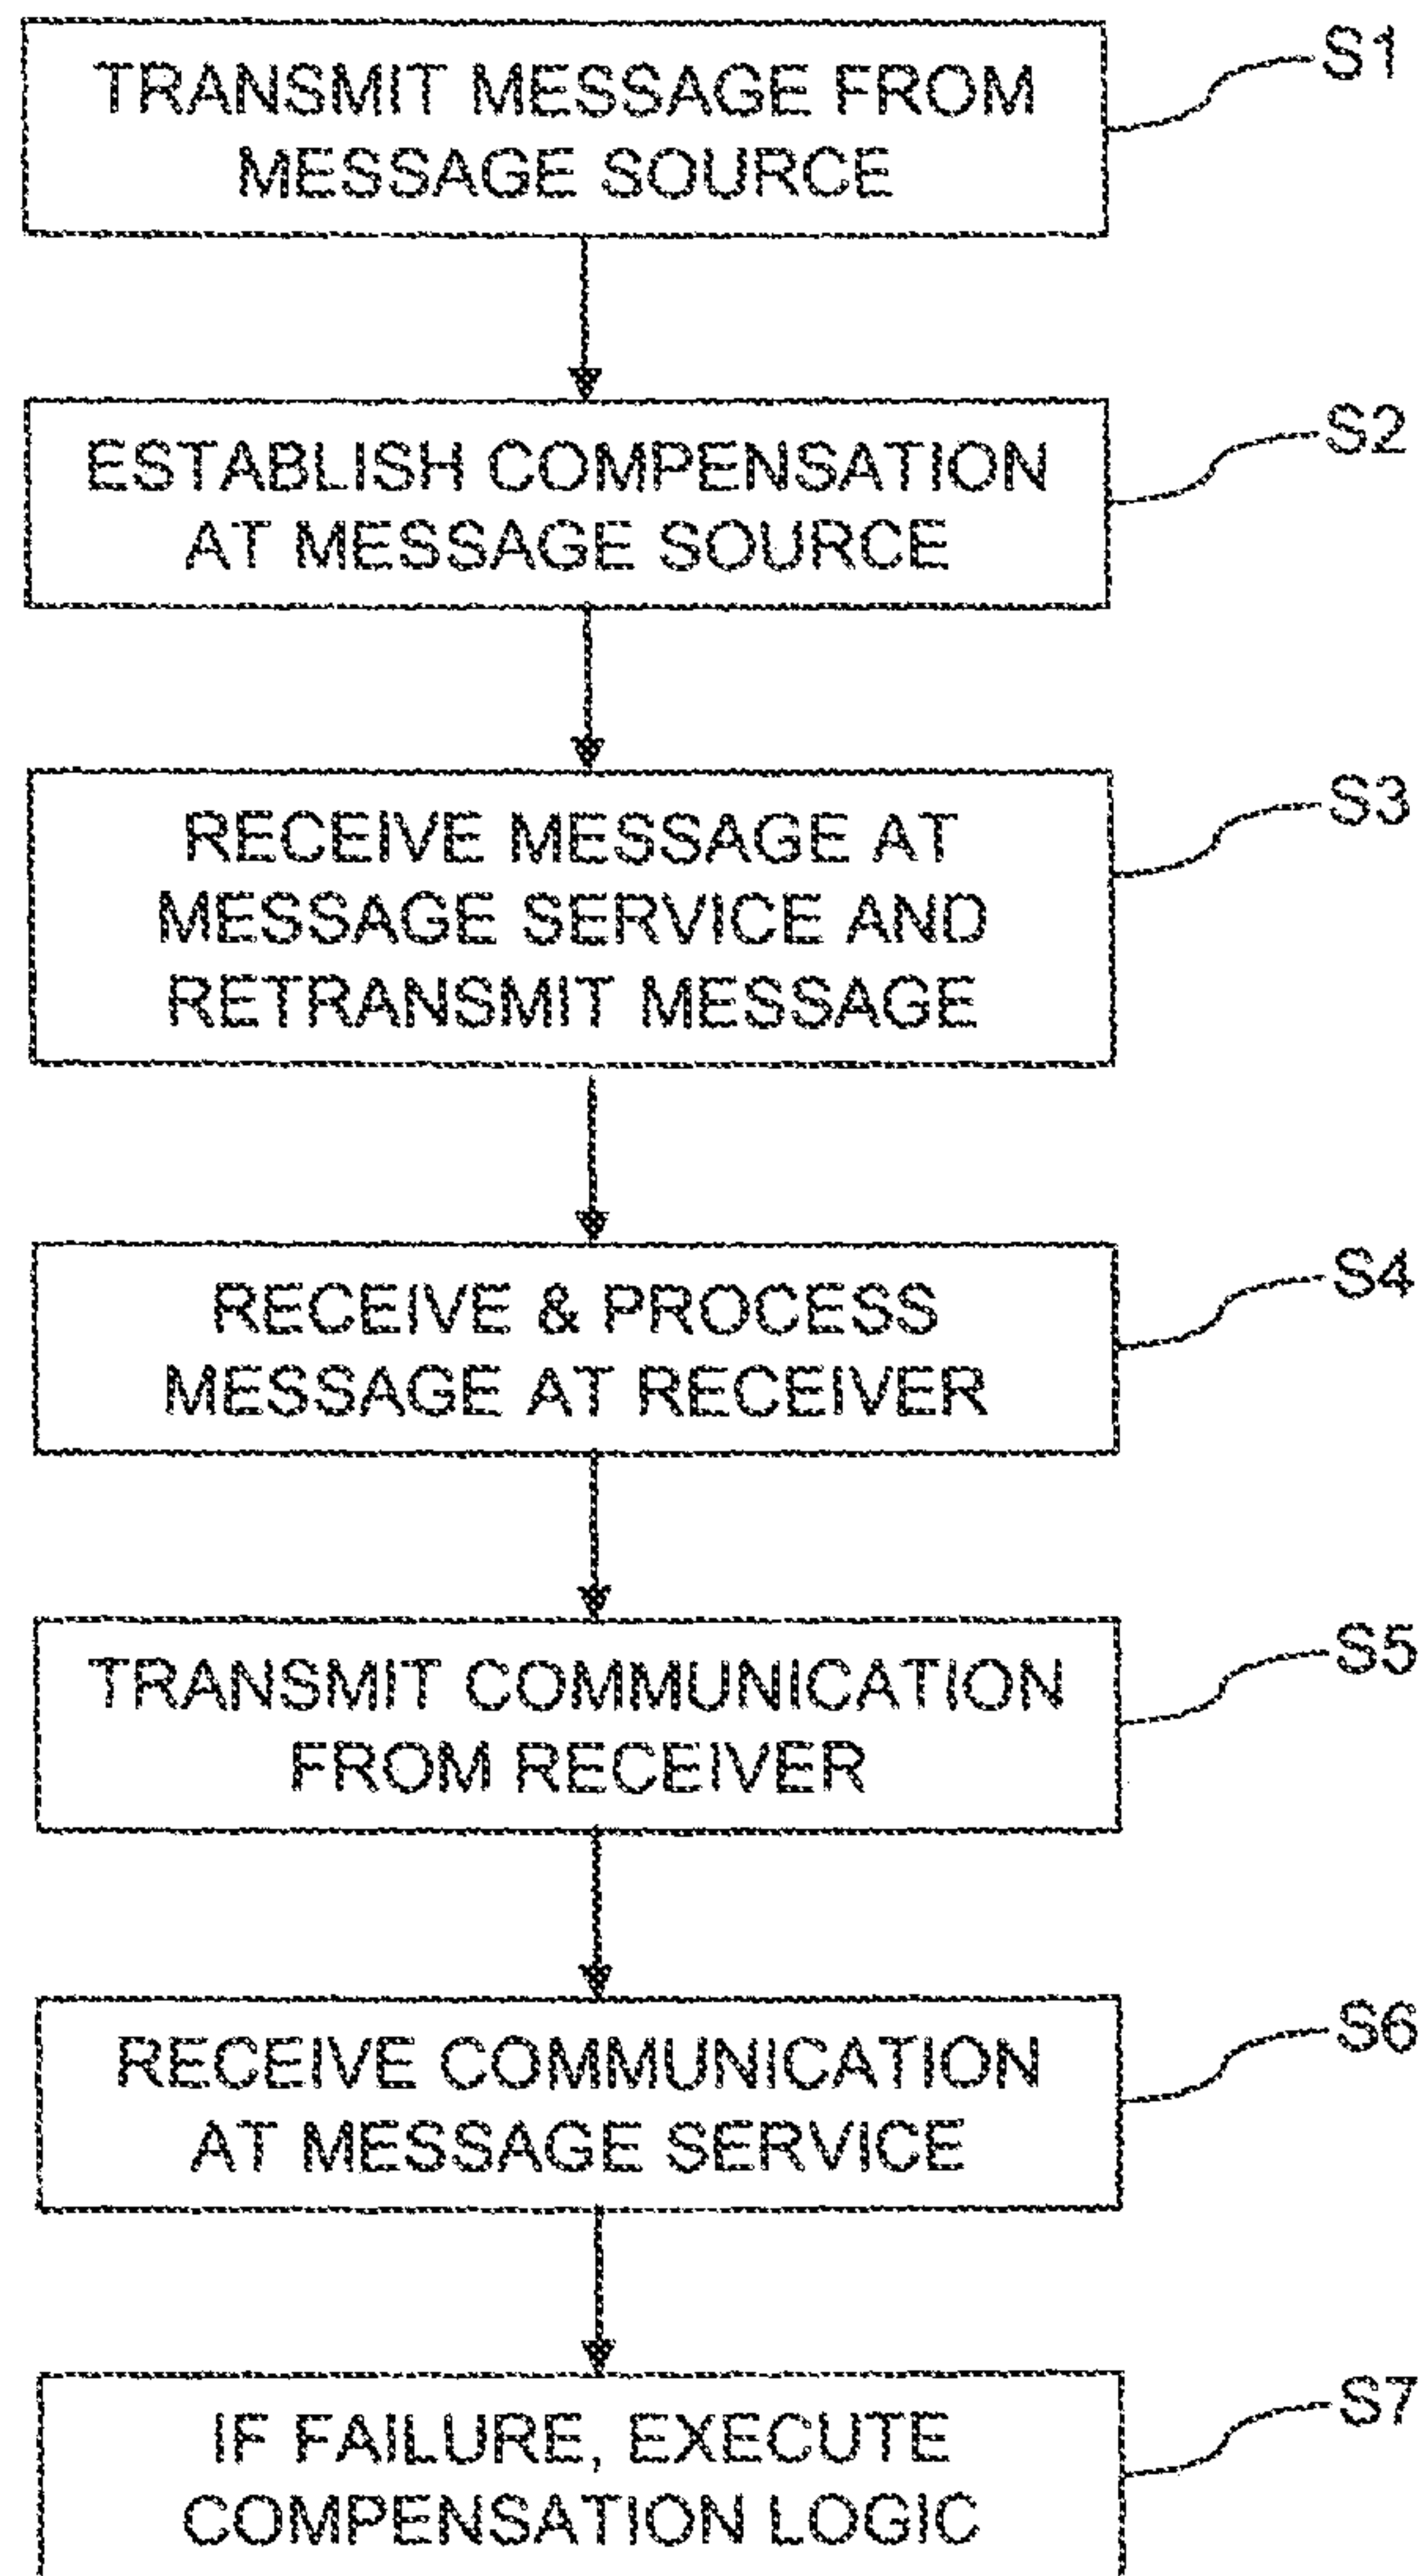 TRANSMIT MESSAGE FROM
MESSAGE SOURCE
S1
ESTABLISH COMPENSATION
AT MESSAGE SOURCE
S2
RECEIVE MESSAGE AT
MESSAGE SERVICE AND
RETRANSMIT MESSAGE
S3
RECEIVE & PROCESS
MESSAGE AT RECEIVER
S4
TRANSMIT COMMUNICATION
FROM RECEIVER
S5
RECEIVE COMMUNICATION
AT MESSAGE SERVICE
S6
IF FAILURE, EXECUTE
COMPENSATION LOGIC
S7